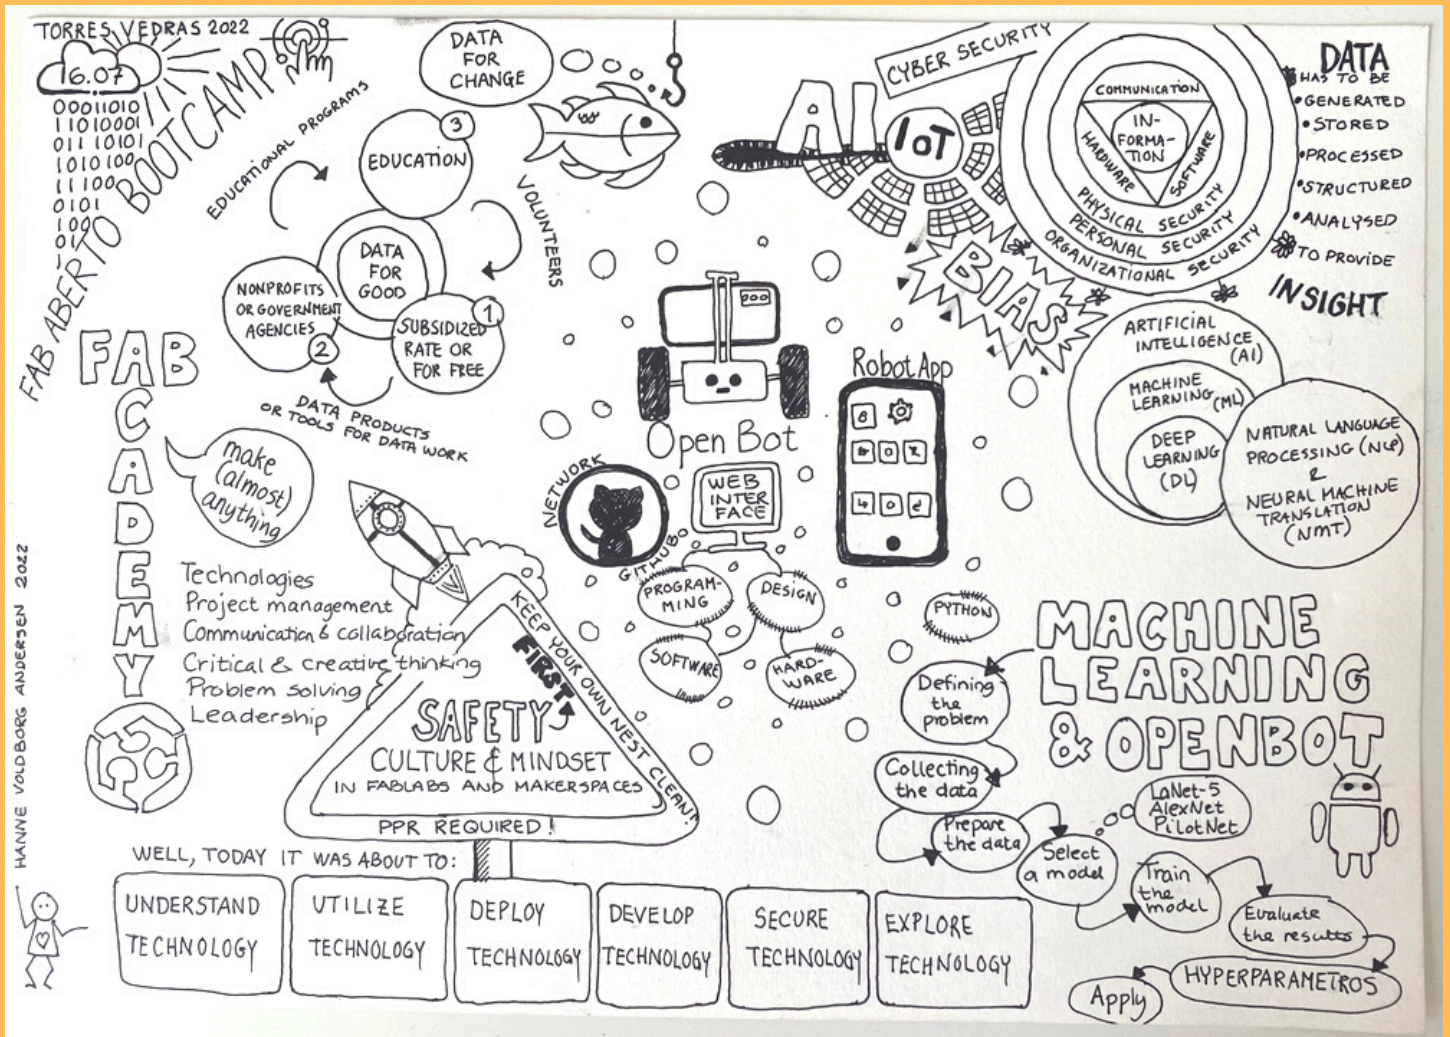 TORRES VEDRAS 2022
16.07
00011010
11010001
011 10101
1010100
11100
0101
100
01
0
FAB ABER TO BOOTCAMP
DATA
FOR
CHANGE
EDUCATIONAL PROGRAMS
3
EDUCATION
VOLUNTEERS
DATA
FOR
GOOD
NONPROFITS
OR GOVERNMENT
AGENCIES
2
1
SUBSIDIZED
RATE OR
FOR FREE
DATA PRODUCTS
OR TOOLS FOR DATA WORK
AI
IoT
CYBER SECURITY
BIAS
COMMUNICATION
HARDWARE
SOFTWARE
IN-
FORMA-
TION
PHYSICAL SECURITY
PERSONAL SECURITY
ORGANIZATIONAL SECURITY
DATA
HAS TO BE
•GENERATED
•STORED
•PROCESSED
•STRUCTURED
•ANALYSED
TO PROVIDE
INSIGHT
ARTIFICIAL
INTELLIGENCE
(AI)
MACHINE
LEARNING (ML)
DEEP
LEARNING
(DL)
NATURAL LANGUAGE
PROCESSING (NLP)
&
NEURAL MACHINE
TRANSLATION
(NMT)
FAB
ACADEMY
make
(almost)
anything
Technologies
Project management
Communication & collaboration
Critical & creative thinking
Problem solving
Leadership
HANNE VOLDBORG ANDERSEN 2022
Open Bot
Robot App
NETWORK
GITHUB
WEB
INTER
FACE
PROGRAM-
MING
DESIGN
SOFTWARE
HARD-
WARE
KEEP YOUR OWN NEST CLEAN!
FIRST
SAFETY
CULTURE & MINDSET
IN FABLABS AND MAKERSPACES
PPR REQUIRED!
PYTHON
MACHINE
LEARNING
& OPENBOT
Defining
the
problem
Collecting
the data
Prepare
the data
Select
a model
LaNet-5
AlexNet
PilotNet
Train
the
model
Evaluate
the results
HYPERPARAMETROS
Apply
WELL, TODAY IT WAS ABOUT TO:
UNDERSTAND
TECHNOLOGY
UTILIZE
TECHNOLOGY
DEPLOY
TECHNOLOGY
DEVELOP
TECHNOLOGY
SECURE
TECHNOLOGY
EXPLORE
TECHNOLOGY